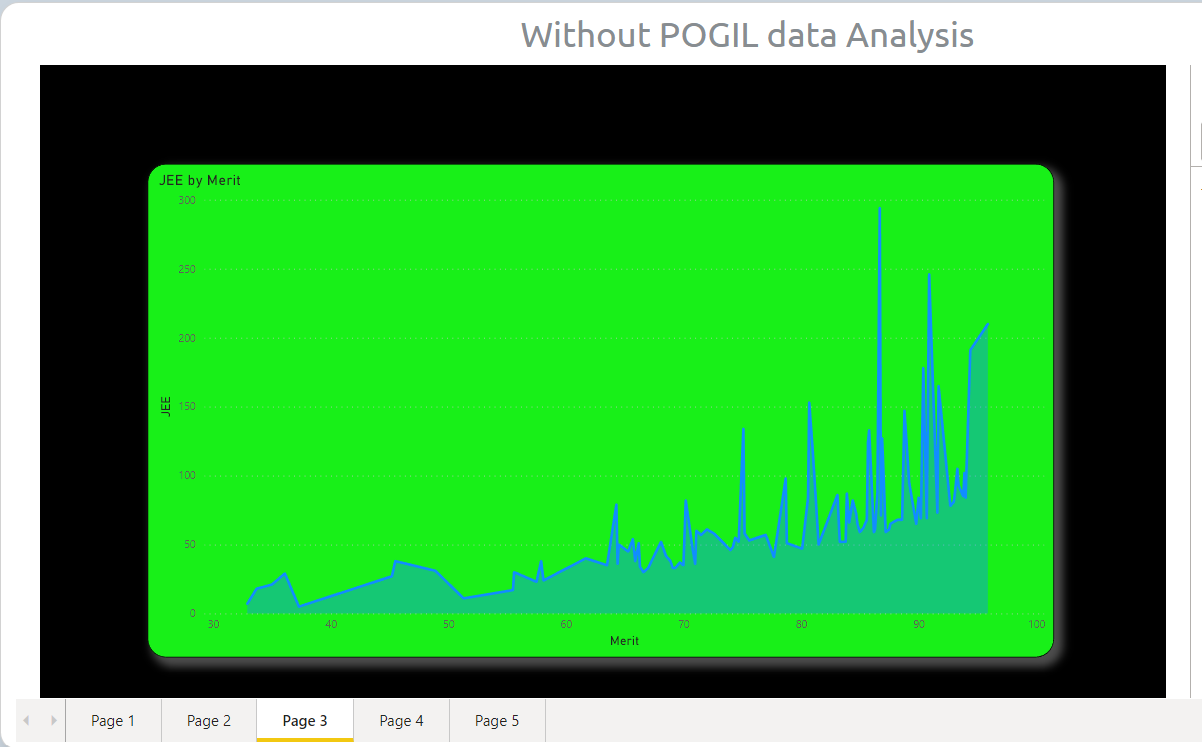 Without POGIL data Analysis
JEE by Merit
300
250
200
150
100
50
0
JEE
30 40 50 60 70 80 90 100
Merit
Page 1 Page 2 Page 3 Page 4 Page 5